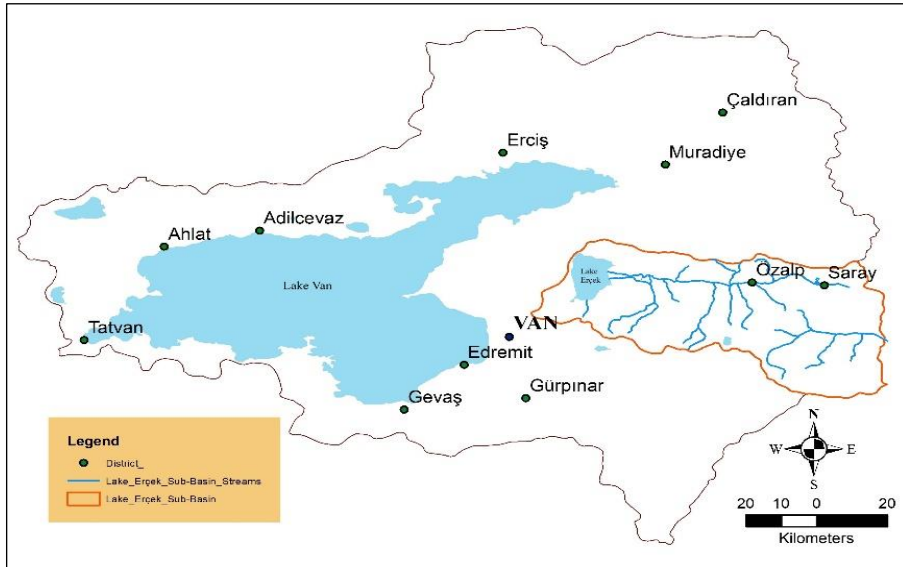 Çaldıran
Erciş
Muradiye
Adilcevaz
Ahlat
Lake
Erçek
Özalp
Saray
Lake Van
VAN
Tatvan
Edremit
Gevaş
Gürpınar
Legend
District_
Lake_Erçek_Sub-Basin_Streams
Lake_Erçek_Sub-Basin
N
W
E
S
20 10 0 20
Kilometers